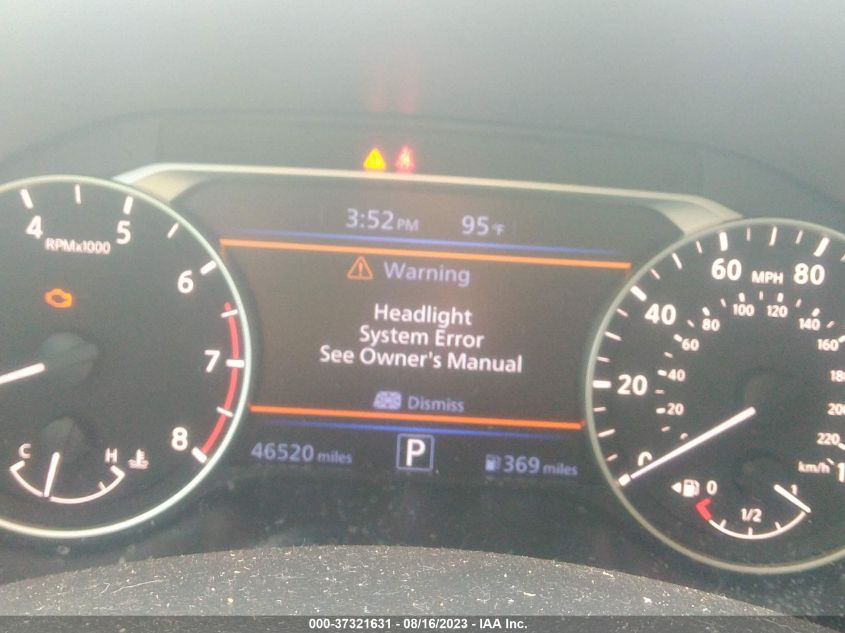 3:52 PM 95°F
4
5
6
7
8
RPMx1000
Warning
Headlight
System Error
See Owner's Manual
Dismiss
46520 miles
P
369 miles
C
H
0
20
40
60
MPH
80
20
40
60
80
100
120
140
160
220
km/h
0
1/2
1
000-37321631 - 08/16/2023 - IAA Inc.